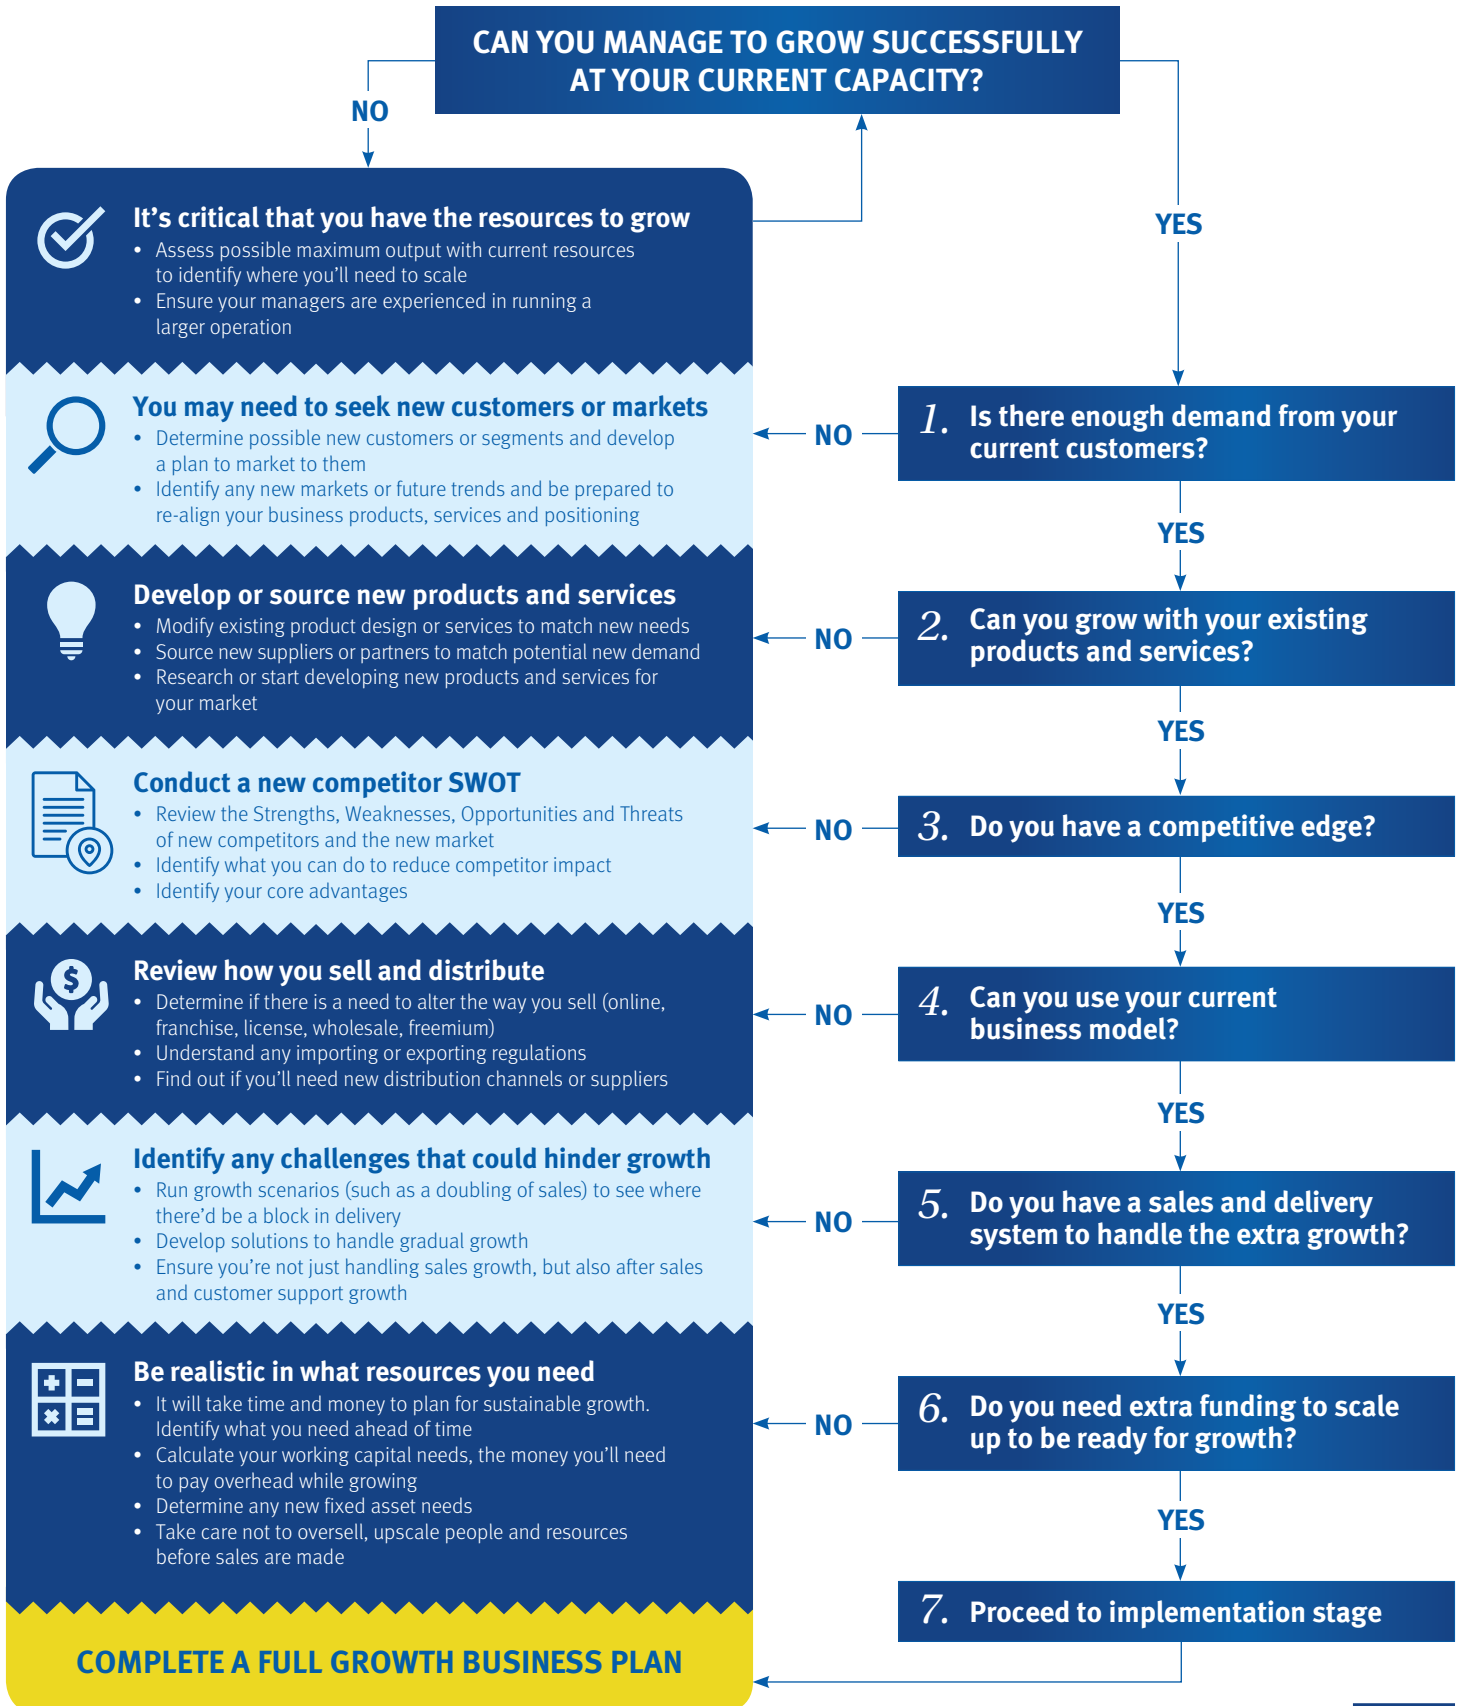 CAN YOU MANAGE TO GROW SUCCESSFULLY
AT YOUR CURRENT CAPACITY?
NO
YES
It's critical that you have the resources to grow
• Assess possible maximum output with current resources
to identify where you'll need to scale
• Ensure your managers are experienced in running a
larger operation
You may need to seek new customers or markets
• Determine possible new customers or segments and develop
a plan to market to them
• Identify any new markets or future trends and be prepared to
re-align your business products, services and positioning
NO
1. Is there enough demand from your
current customers?
YES
Develop or source new products and services
• Modify existing product design or services to match new needs
• Source new suppliers or partners to match potential new demand
• Research or start developing new products and services for
your market
NO
2. Can you grow with your existing
products and services?
YES
Conduct a new competitor SWOT
• Review the Strengths, Weaknesses, Opportunities and Threats
of new competitors and the new market
• Identify what you can do to reduce competitor impact
• Identify your core advantages
NO
3. Do you have a competitive edge?
YES
Review how you sell and distribute
• Determine if there is a need to alter the way you sell (online,
franchise, license, wholesale, freemium)
• Understand any importing or exporting regulations
• Find out if you'll need new distribution channels or suppliers
NO
4. Can you use your current
business model?
YES
Identify any challenges that could hinder growth
• Run growth scenarios (such as a doubling of sales) to see where
there'd be a block in delivery
• Develop solutions to handle gradual growth
• Ensure you're not just handling sales growth, but also after sales
and customer support growth
NO
5. Do you have a sales and delivery
system to handle the extra growth?
YES
Be realistic in what resources you need
• It will take time and money to plan for sustainable growth.
Identify what you need ahead of time
• Calculate your working capital needs, the money you'll need
to pay overhead while growing
• Determine any new fixed asset needs
• Take care not to oversell, upscale people and resources
before sales are made
NO
6. Do you need extra funding to scale
up to be ready for growth?
YES
7. Proceed to implementation stage
COMPLETE A FULL GROWTH BUSINESS PLAN